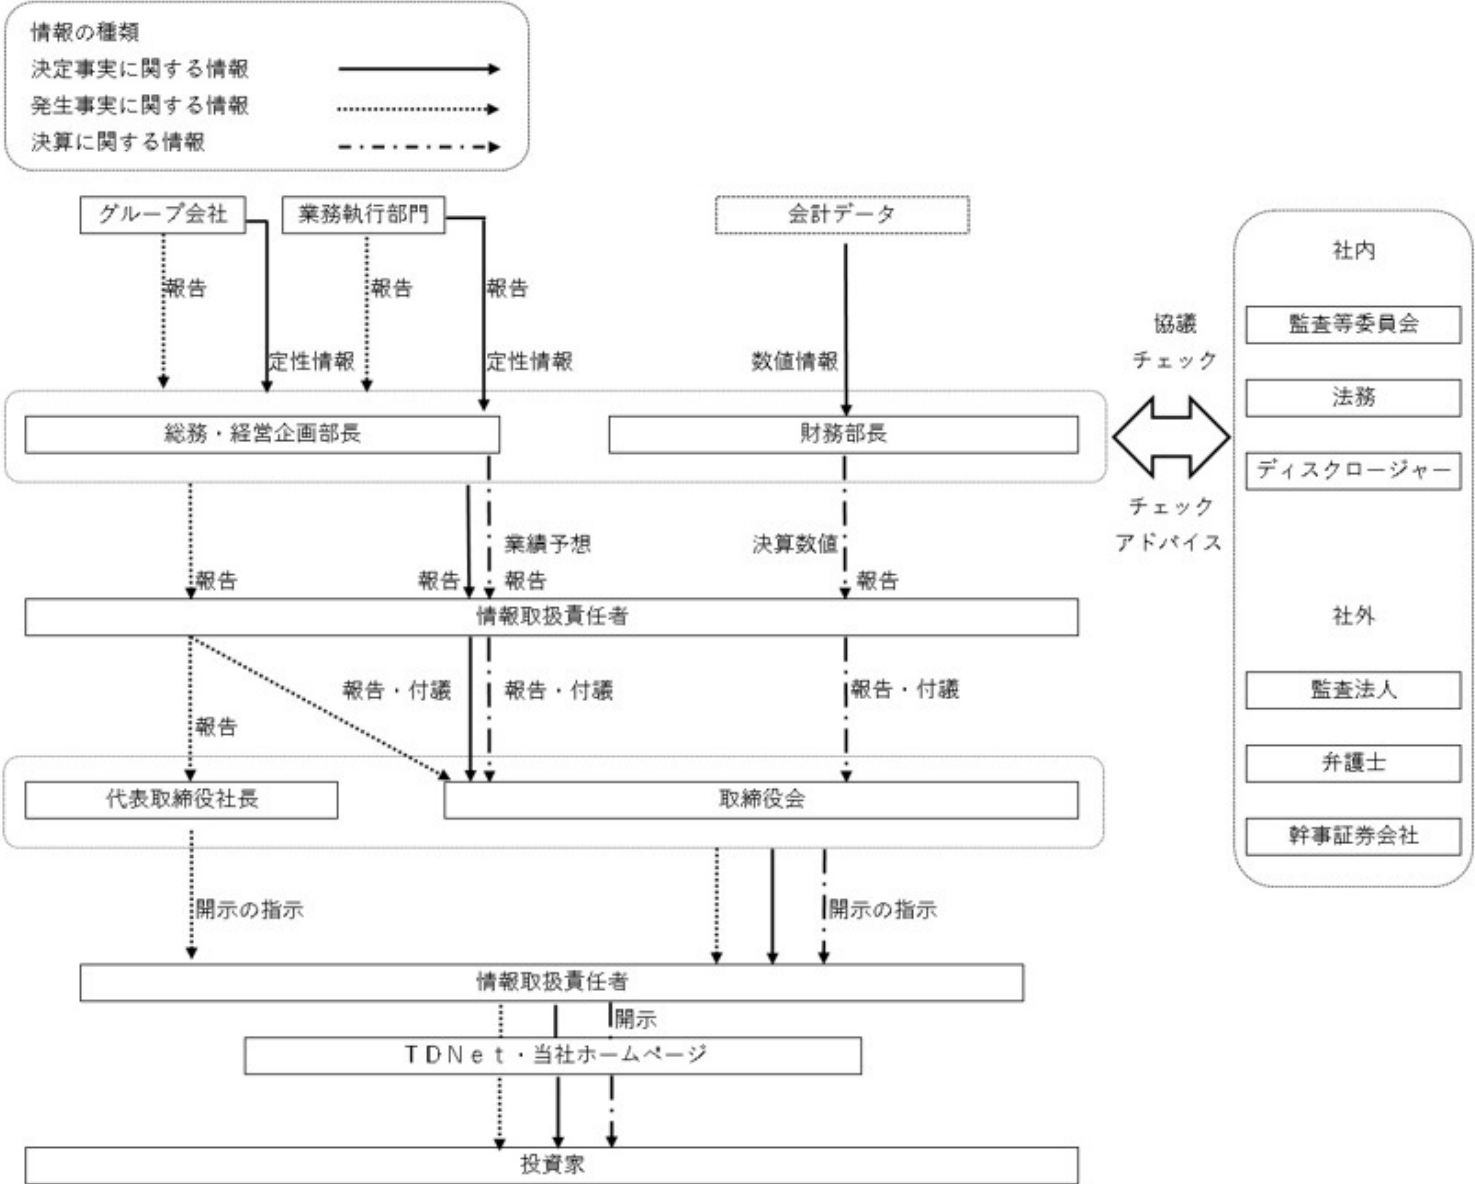 情報の種類
決定事実に関する情報
発生事実に関する情報
決算に関する情報
グループ会社
業務執行部門
会計データ
報告
報告
報告
定性情報
定性情報
数値情報
総務・経営企画部長
財務部長
業績予想
決算数値
報告
報告
報告
報告
情報取扱責任者
報告・付議
報告・付議
報告・付議
報告
代表取締役社長
取締役会
開示の指示
開示の指示
情報取扱責任者
開示
TDNet・当社ホームページ
投資家
協議
チェック
チェック
アドバイス
社内
監査等委員会
法務
ディスクロージャー
社外
監査法人
弁護士
幹事証券会社